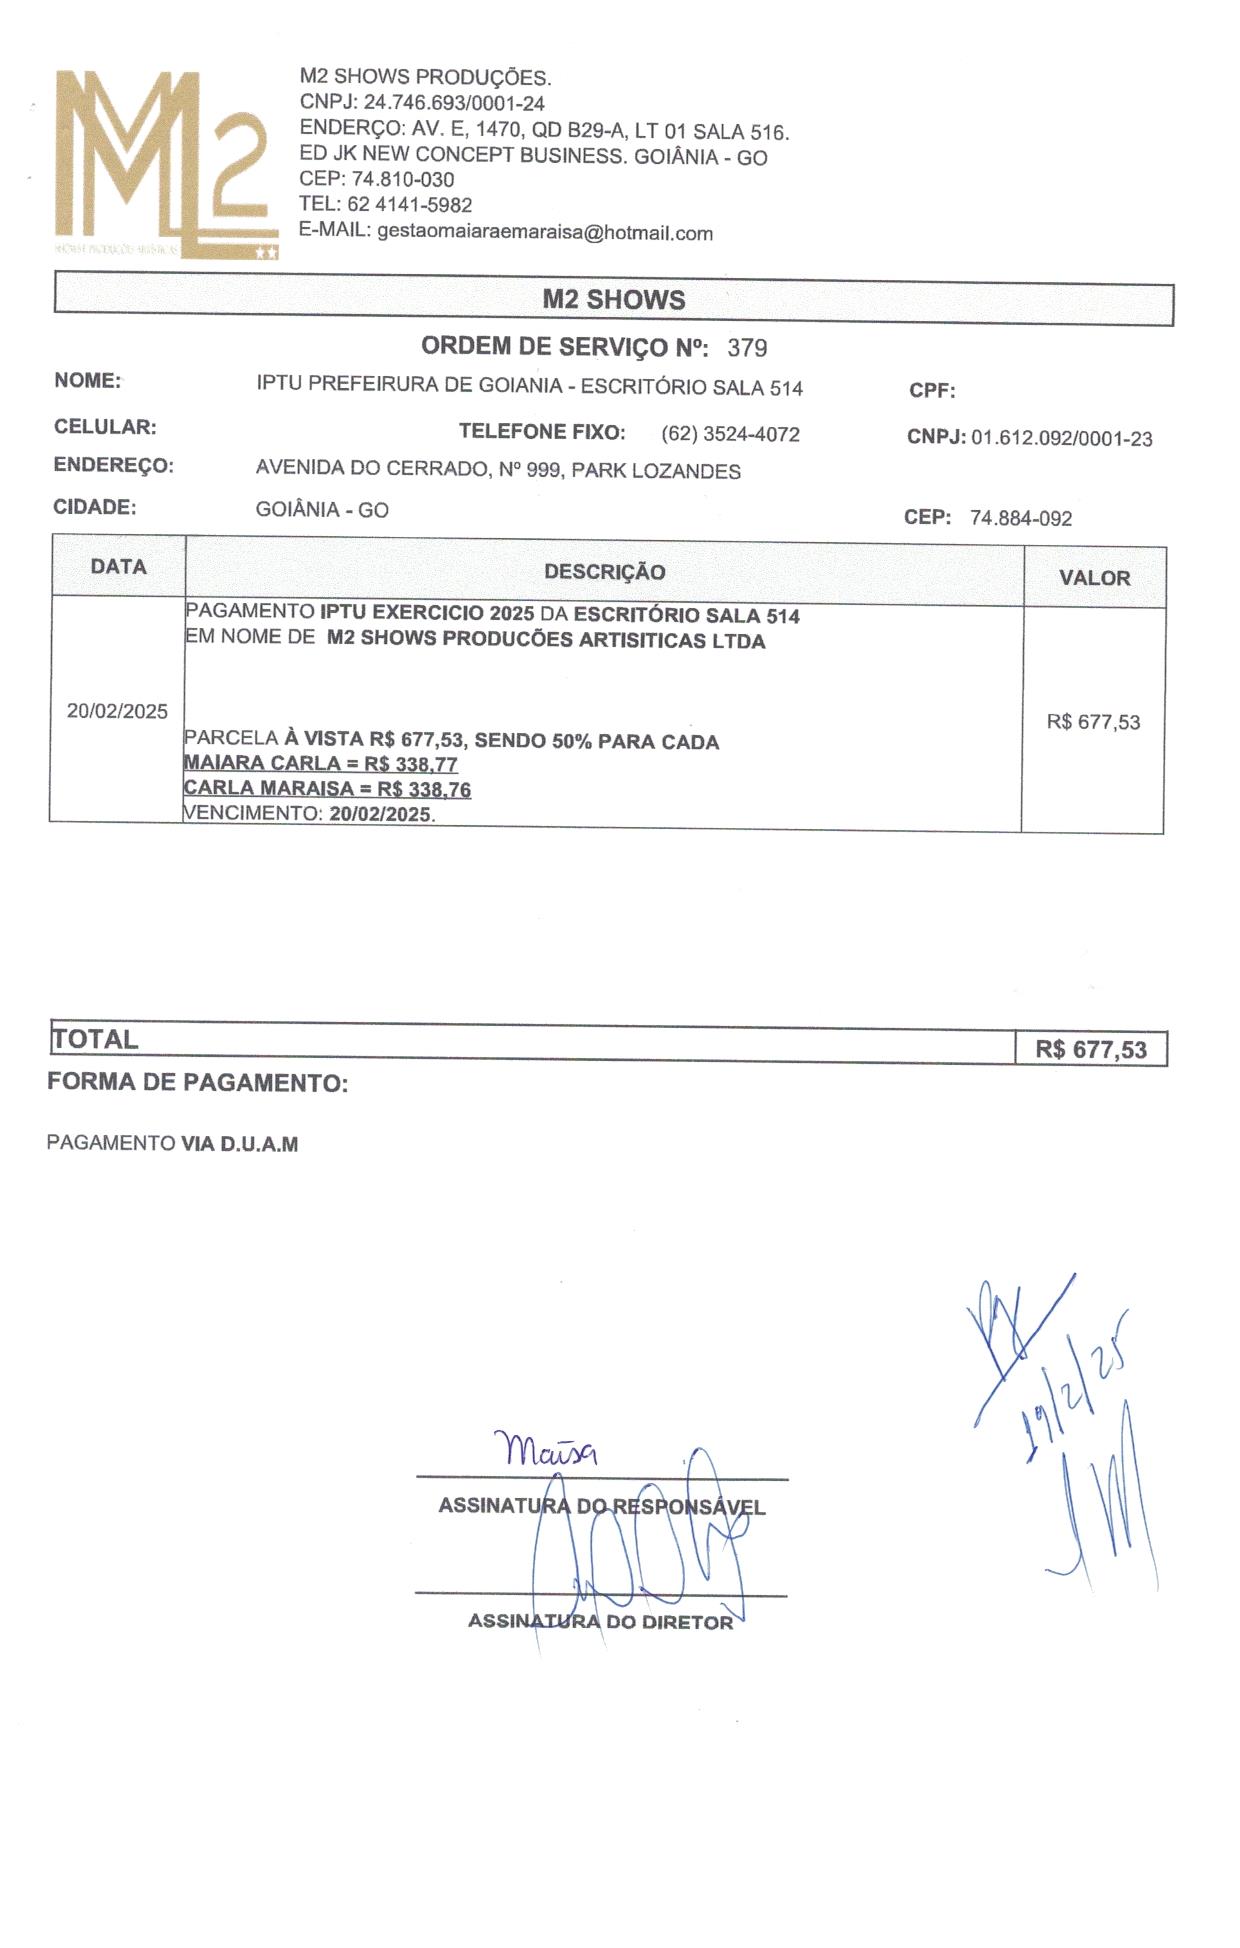 M2
SHOWS E PRODUÇÕES ARTÍSTICAS
M2 SHOWS PRODUÇÕES.
CNPJ: 24.746.693/0001-24
ENDERÇO: AV. E, 1470, QD B29-A, LT 01 SALA 516.
ED JK NEW CONCEPT BUSINESS. GOIÂNIA - GO
CEP: 74.810-030
TEL: 62 4141-5982
E-MAIL: gestaomaiaraemaraisa@hotmail.com
M2 SHOWS
ORDEM DE SERVIÇO Nº: 379
NOME: IPTU PREFEIRURA DE GOIANIA - ESCRITÓRIO SALA 514 CPF:
CELULAR: TELEFONE FIXO: (62) 3524-4072 CNPJ: 01.612.092/0001-23
ENDEREÇO: AVENIDA DO CERRADO, Nº 999, PARK LOZANDES
CIDADE: GOIÂNIA - GO CEP: 74.884-092
DATA DESCRIÇÃO VALOR
PAGAMENTO IPTU EXERCICIO 2025 DA ESCRITÓRIO SALA 514
EM NOME DE M2 SHOWS PRODUCÕES ARTISITICAS LTDA
20/02/2025 R$ 677,53
PARCELA À VISTA R$ 677,53, SENDO 50% PARA CADA
MAIARA CARLA = R$ 338,77
CARLA MARAISA = R$ 338,76
VENCIMENTO: 20/02/2025.
TOTAL R$ 677,53
FORMA DE PAGAMENTO:
PAGAMENTO VIA D.U.A.M
19/2/25
Maísa
ASSINATURA DO RESPONSÁVEL
ASSINATURA DO DIRETOR